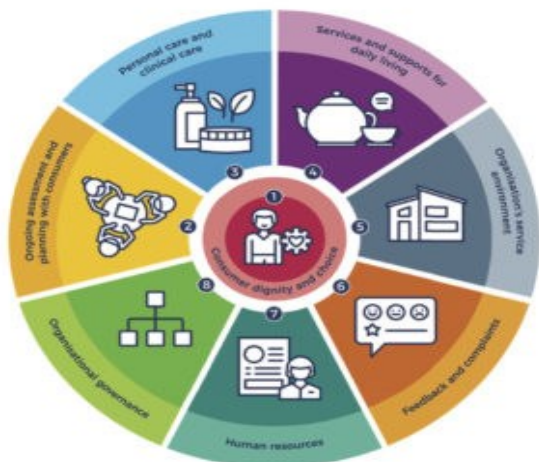 1
Consumer dignity and choice
2
Ongoing assessment and
planning with consumers
3
Personal care and
clinical care
4
Services and supports for
daily living
5
Organisation's service
environment
6
Feedback and complaints
7
Human resources
8
Organisational governance